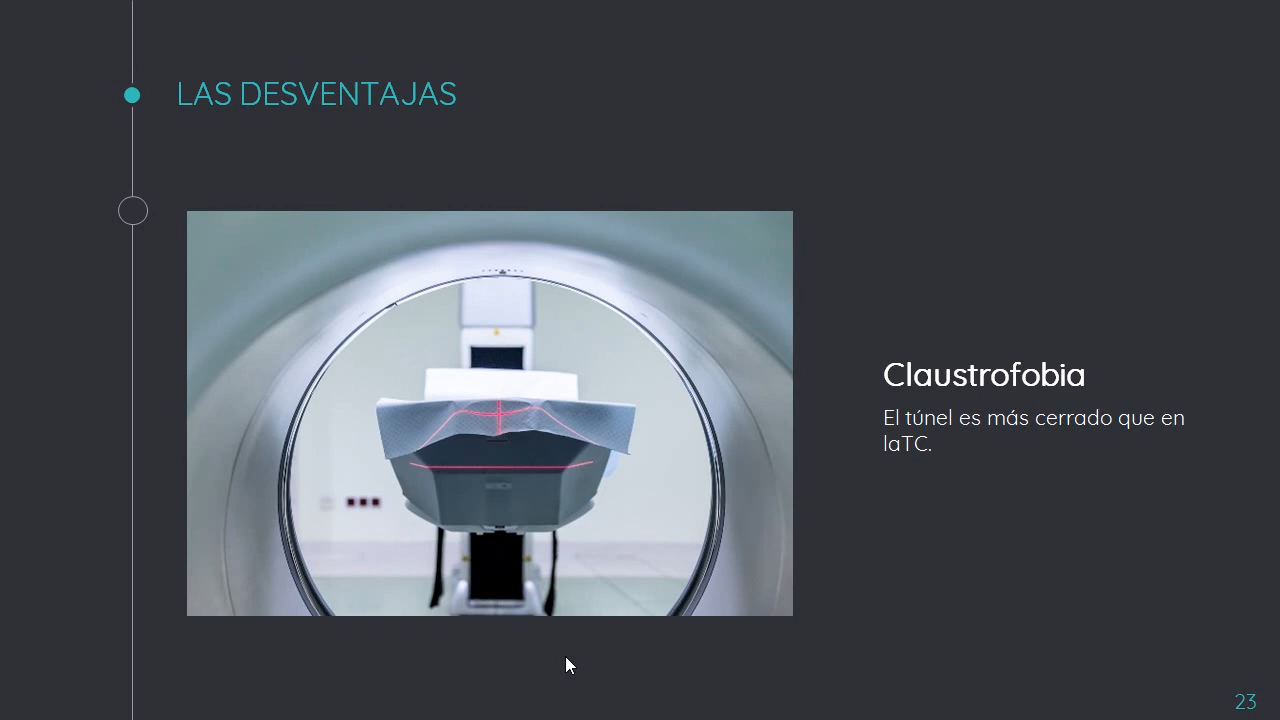 LAS DESVENTAJAS
Claustrofobia
El túnel es más cerrado que en
laTC.
23